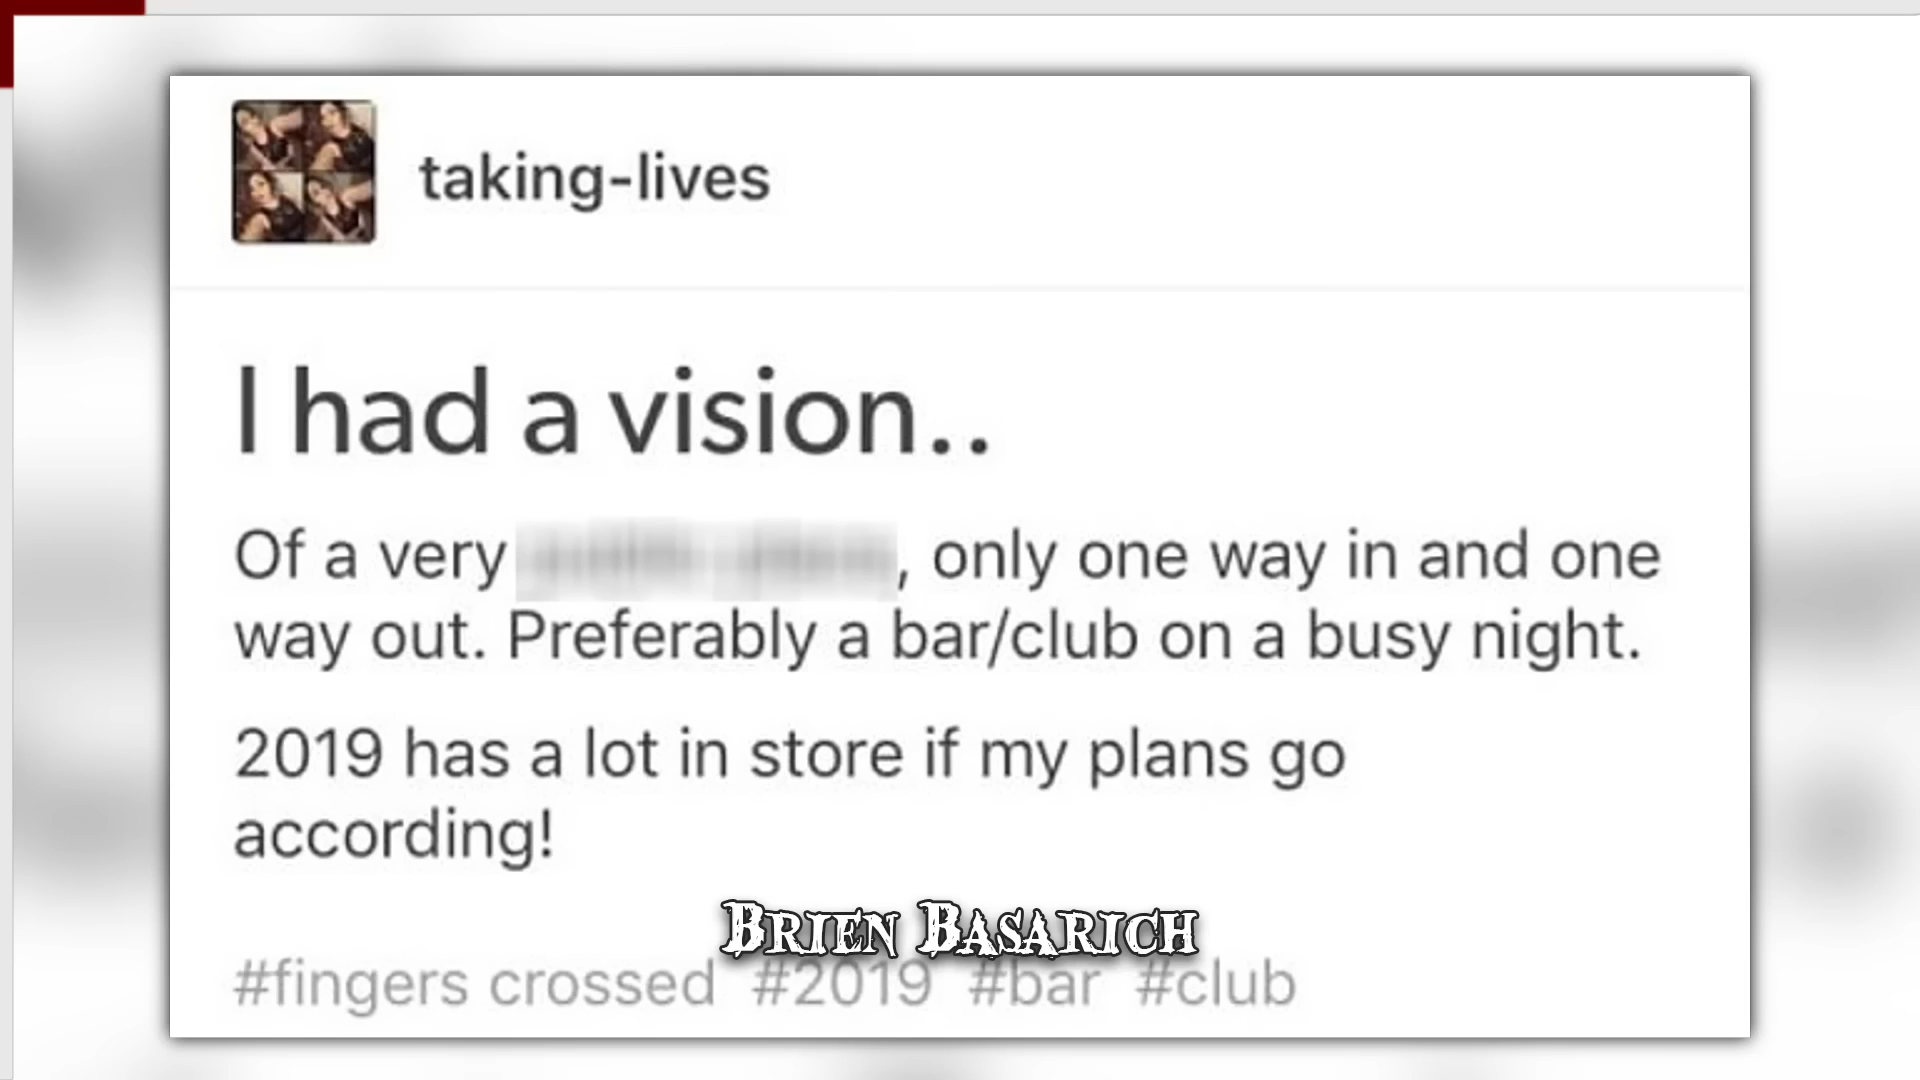 taking-lives
I had a vision..
Of a very , only one way in and one
way out. Preferably a bar/club on a busy night.
2019 has a lot in store if my plans go
according!
Brien Basarich
#fingers crossed #2019 #bar #club